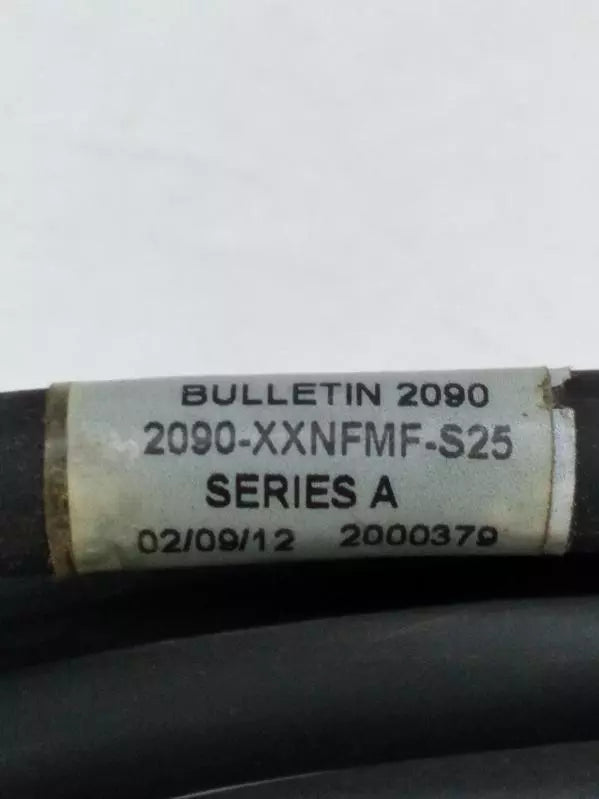 BULLETIN 2090
2090-XXNFMF-S25
SERIES A
02/09/12 2000379